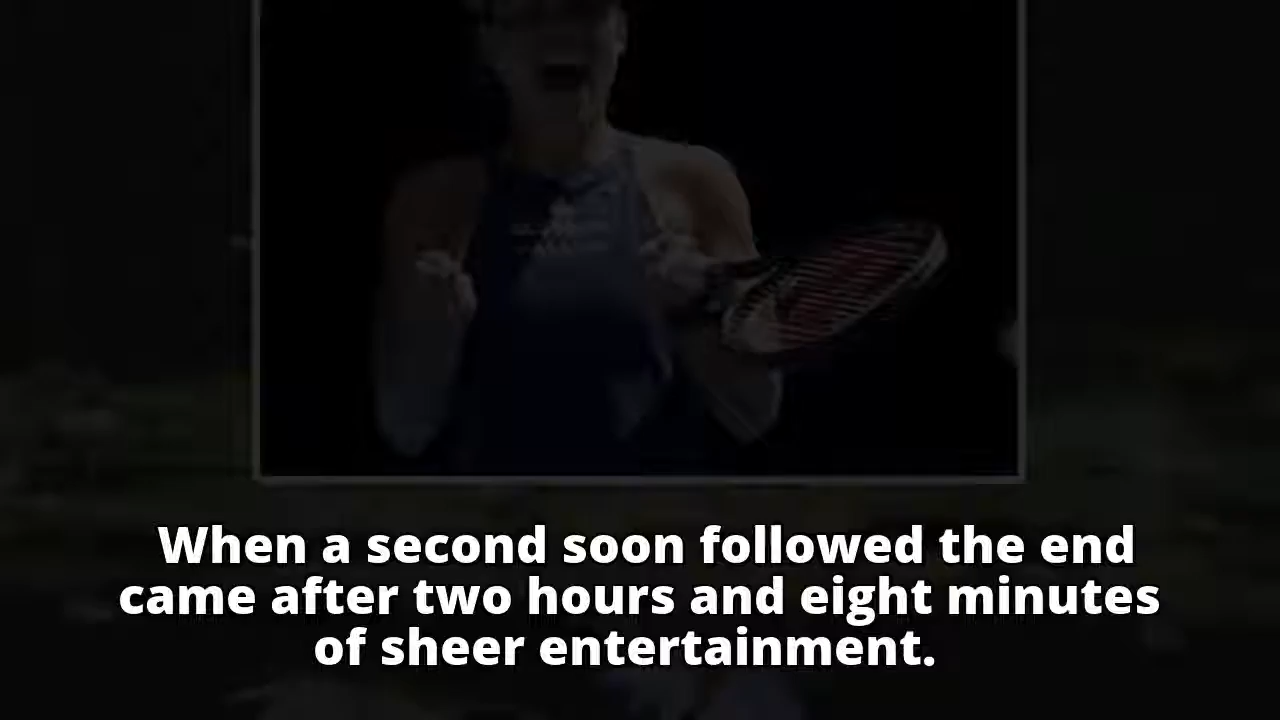 When a second soon followed the end
came after two hours and eight minutes
of sheer entertainment.